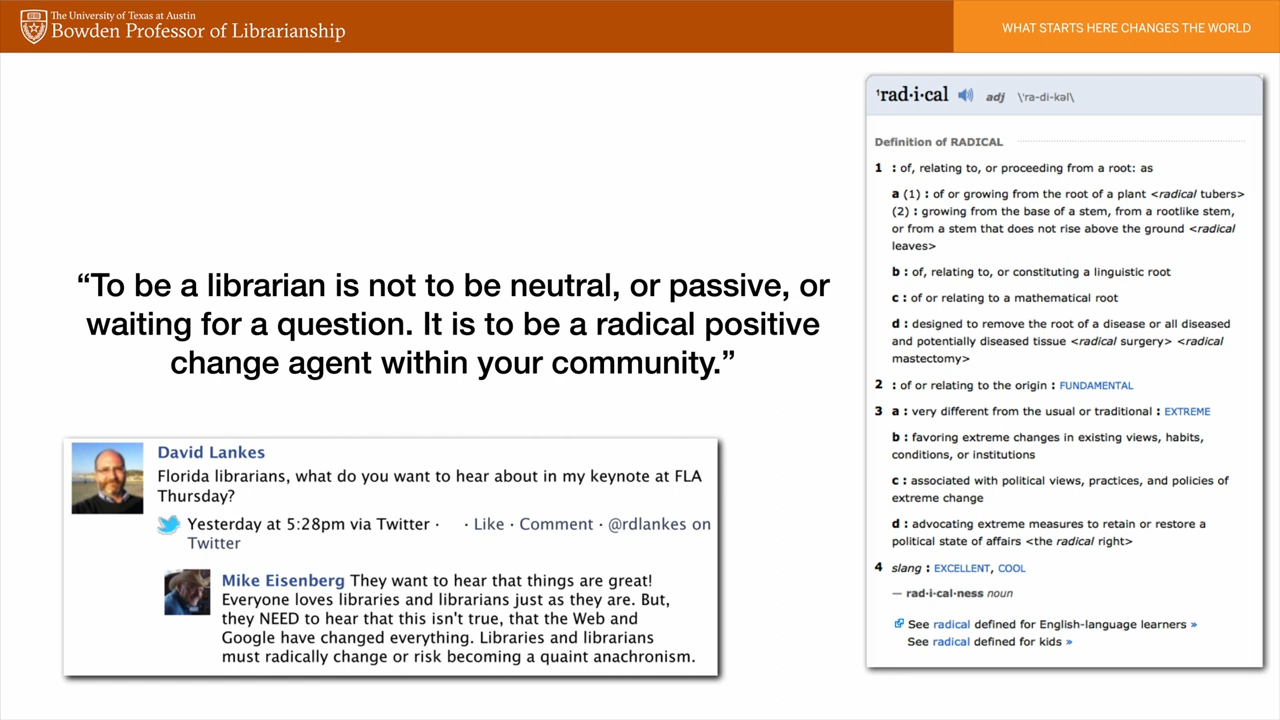 The University of Texas at Austin
Bowden Professor of Librarianship
WHAT STARTS HERE CHANGES THE WORLD
“To be a librarian is not to be neutral, or passive, or
waiting for a question. It is to be a radical positive
change agent within your community.”
David Lankes
Florida librarians, what do you want to hear about in my keynote at FLA
Thursday?
Yesterday at 5:28pm via Twitter · · Like · Comment · @rdlankes on
Twitter
Mike Eisenberg They want to hear that things are great!
Everyone loves libraries and librarians just as they are. But,
they NEED to hear that this isn't true, that the Web and
Google have changed everything. Libraries and librarians
must radically change or risk becoming a quaint anachronism.
¹rad·i·cal adj \ˈra-di-kəl\
Definition of RADICAL
1 : of, relating to, or proceeding from a root: as
a (1) : of or growing from the root of a plant <radical tubers>
(2) : growing from the base of a stem, from a rootlike stem,
or from a stem that does not rise above the ground <radical
leaves>
b : of, relating to, or constituting a linguistic root
c : of or relating to a mathematical root
d : designed to remove the root of a disease or all diseased
and potentially diseased tissue <radical surgery> <radical
mastectomy>
2 : of or relating to the origin : FUNDAMENTAL
3 a : very different from the usual or traditional : EXTREME
b : favoring extreme changes in existing views, habits,
conditions, or institutions
c : associated with political views, practices, and policies of
extreme change
d : advocating extreme measures to retain or restore a
political state of affairs <the radical right>
4 slang : EXCELLENT, COOL
— rad·i·cal·ness noun
See radical defined for English-language learners »
See radical defined for kids »